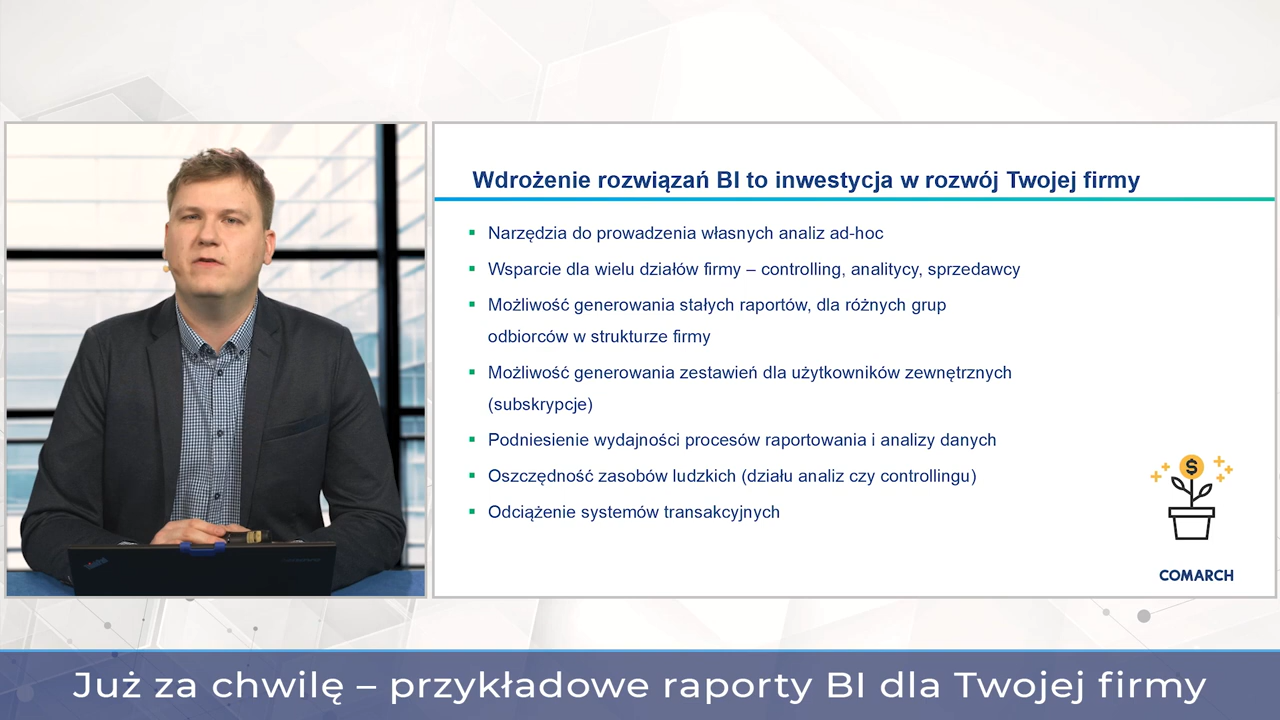 Wdrożenie rozwiązań BI to inwestycja w rozwój Twojej firmy
Narzędzia do prowadzenia własnych analiz ad-hoc
Wsparcie dla wielu działów firmy – controlling, analitycy, sprzedawcy
Możliwość generowania stałych raportów, dla różnych grup
odbiorców w strukturze firmy
Możliwość generowania zestawień dla użytkowników zewnętrznych
(subskrypcje)
Podniesienie wydajności procesów raportowania i analizy danych
Oszczędność zasobów ludzkich (działu analiz czy controllingu)
Odciążenie systemów transakcyjnych
COMARCH
Już za chwilę – przykładowe raporty BI dla Twojej firmy